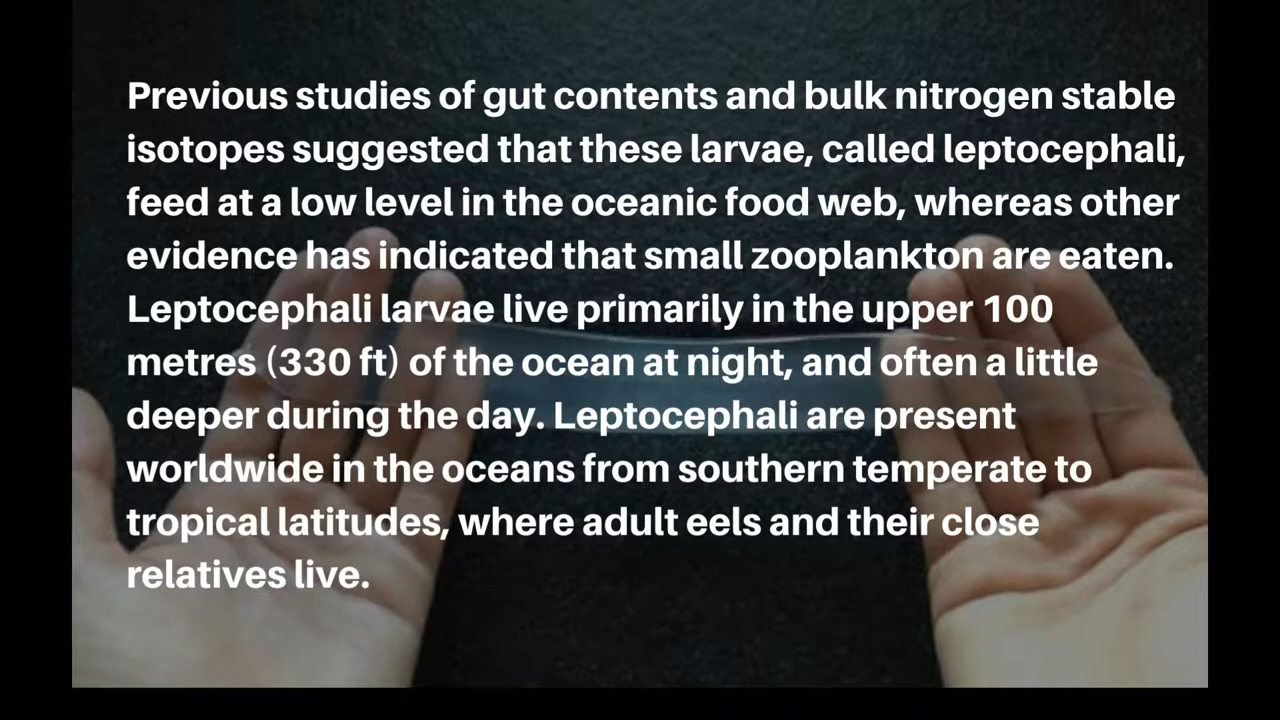 Previous studies of gut contents and bulk nitrogen stable
isotopes suggested that these larvae, called leptocephali,
feed at a low level in the oceanic food web, whereas other
evidence has indicated that small zooplankton are eaten.
Leptocephali larvae live primarily in the upper 100
metres (330 ft) of the ocean at night, and often a little
deeper during the day. Leptocephali are present
worldwide in the oceans from southern temperate to
tropical latitudes, where adult eels and their close
relatives live.